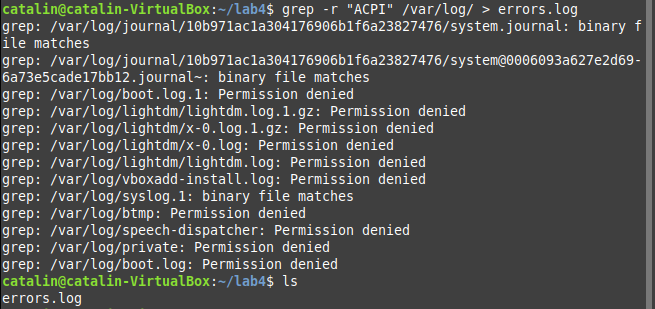 catalin@catalin-VirtualBox:~/lab4$ grep -r "ACPI" /var/log/ > errors.log
grep: /var/log/journal/10b971ac1a304176906b1f6a23827476/system.journal: binary f
ile matches
grep: /var/log/journal/10b971ac1a304176906b1f6a23827476/system@0006093a627e2d69-
6a73e5cade17bb12.journal~: binary file matches
grep: /var/log/boot.log.1: Permission denied
grep: /var/log/lightdm/lightdm.log.1.gz: Permission denied
grep: /var/log/lightdm/x-0.log.1.gz: Permission denied
grep: /var/log/lightdm/x-0.log: Permission denied
grep: /var/log/lightdm/lightdm.log: Permission denied
grep: /var/log/vboxadd-install.log: Permission denied
grep: /var/log/syslog.1: binary file matches
grep: /var/log/btmp: Permission denied
grep: /var/log/speech-dispatcher: Permission denied
grep: /var/log/private: Permission denied
grep: /var/log/boot.log: Permission denied
catalin@catalin-VirtualBox:~/lab4$ ls
errors.log